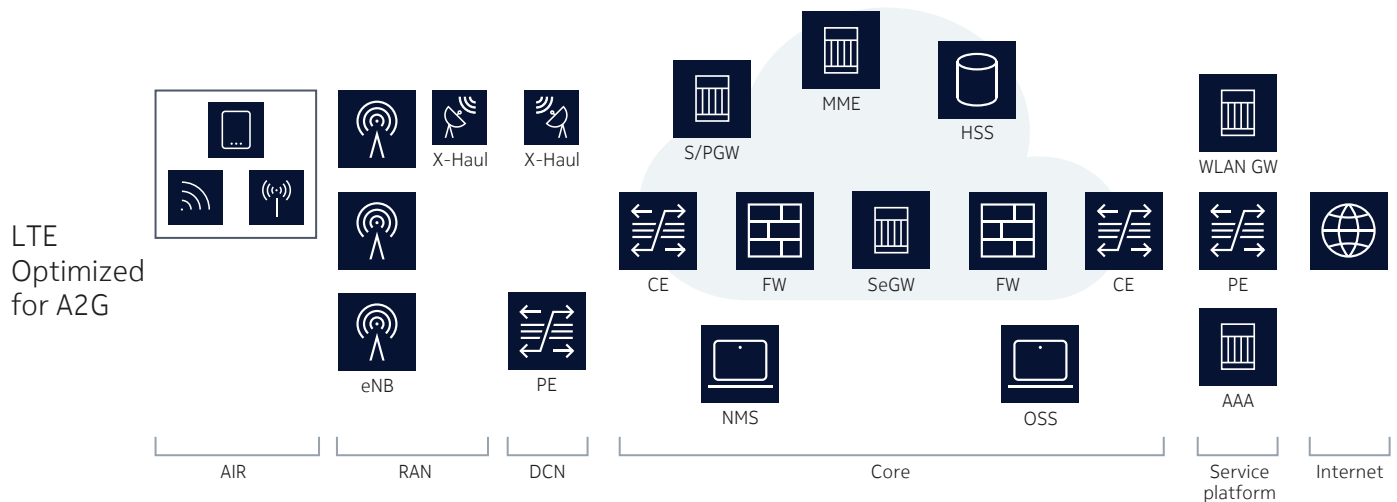 MME
HSS
S/PGW
X-Haul
X-Haul
WLAN GW
LTE
Optimized
for A2G
CE
FW
SeGW
FW
CE
PE
eNB
PE
NMS
OSS
AAA
AIR
RAN
DCN
Core
Service
platform
Internet